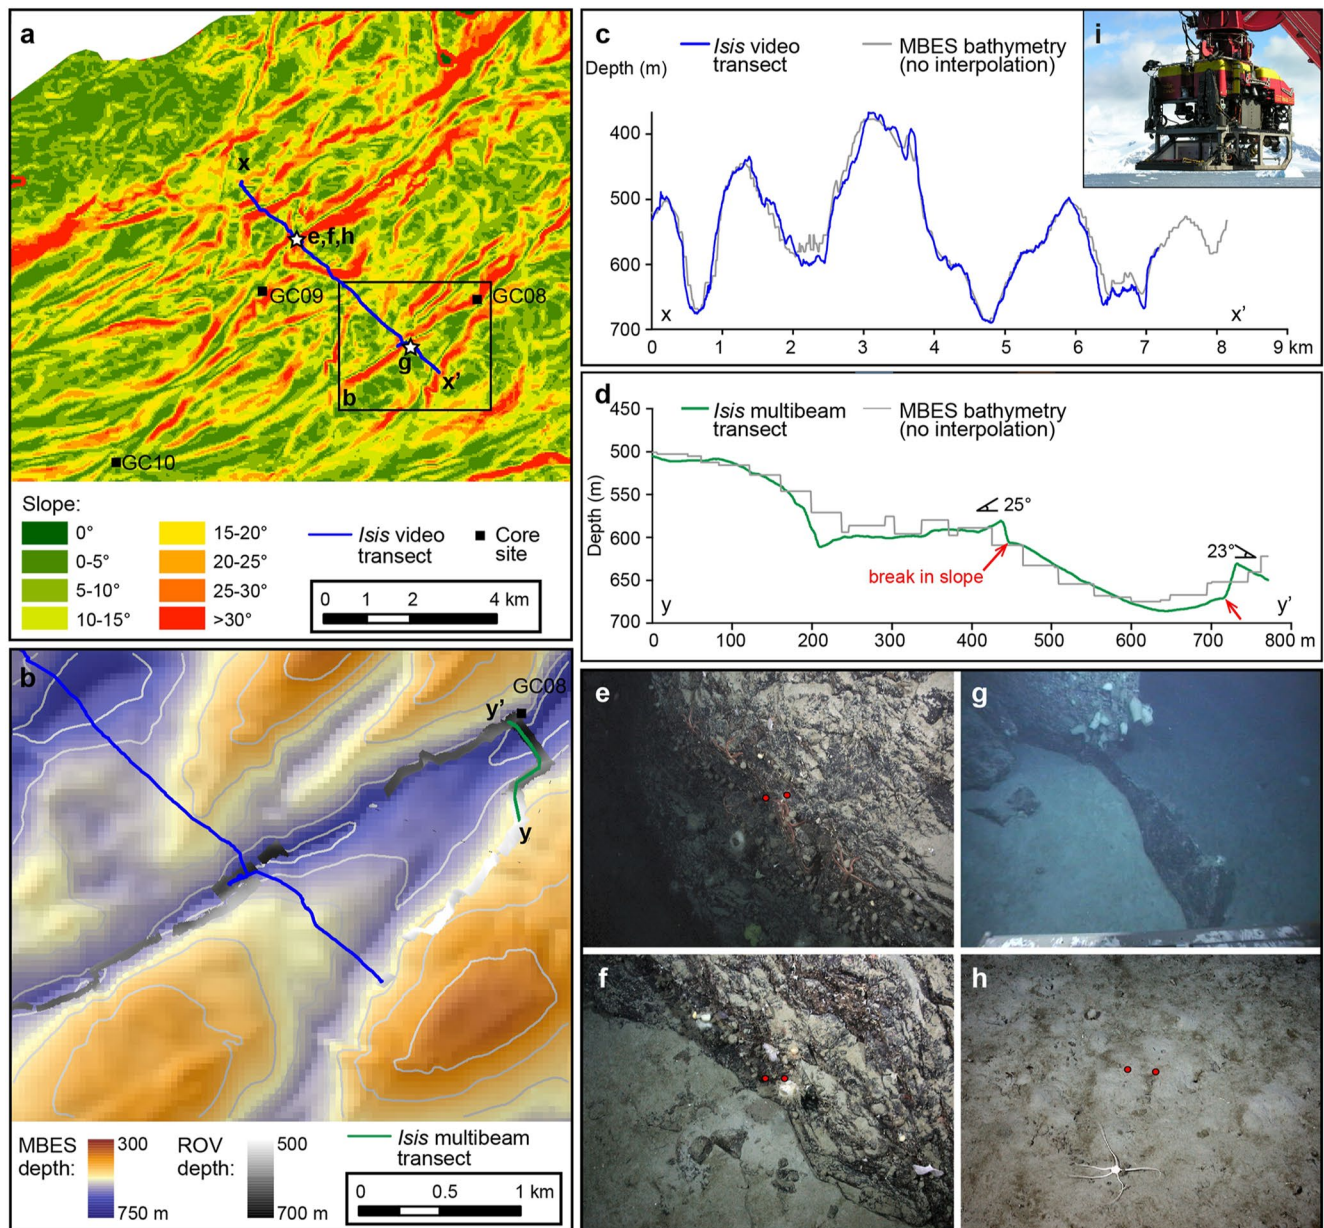 a
x
e,f,h
GC09
GC08
g
x’
b
GC10
Slope:
0°
0-5°
5-10°
10-15°
15-20°
20-25°
25-30°
>30°
Isis video
transect
Core
site
0 1 2 4 km
b
GC08
y’
y
MBES
depth:
300
750 m
ROV
depth:
500
700 m
Isis multibeam
transect
0 0.5 1 km
c
Isis video
transect
MBES bathymetry
(no interpolation)
Depth (m)
400
500
600
700
x
x’
0 1 2 3 4 5 6 7 8 9 km
i
d
Isis multibeam
transect
MBES bathymetry
(no interpolation)
Depth (m)
450
500
550
600
650
700
25°
23°
break in slope
y
y’
0 100 200 300 400 500 600 700 800 m
e
g
f
h